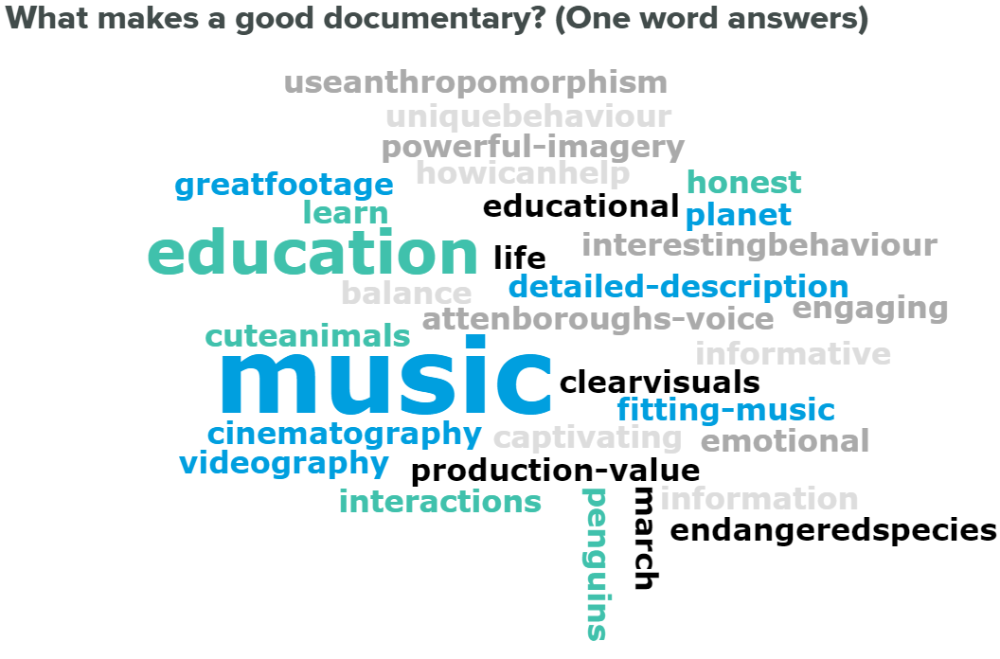 What makes a good documentary? (One word answers)
useanthropomorphism
uniquebehaviour
powerful-imagery
howicanhelp
greatfootage
honest
learn
educational
planet
education
life
interestingbehaviour
balance
detailed-description
attenboroughs-voice
engaging
cuteanimals
informative
music
clearvisuals
fitting-music
cinematography
captivating
emotional
videography
production-value
interactions
penguins
march
information
endangeredspecies